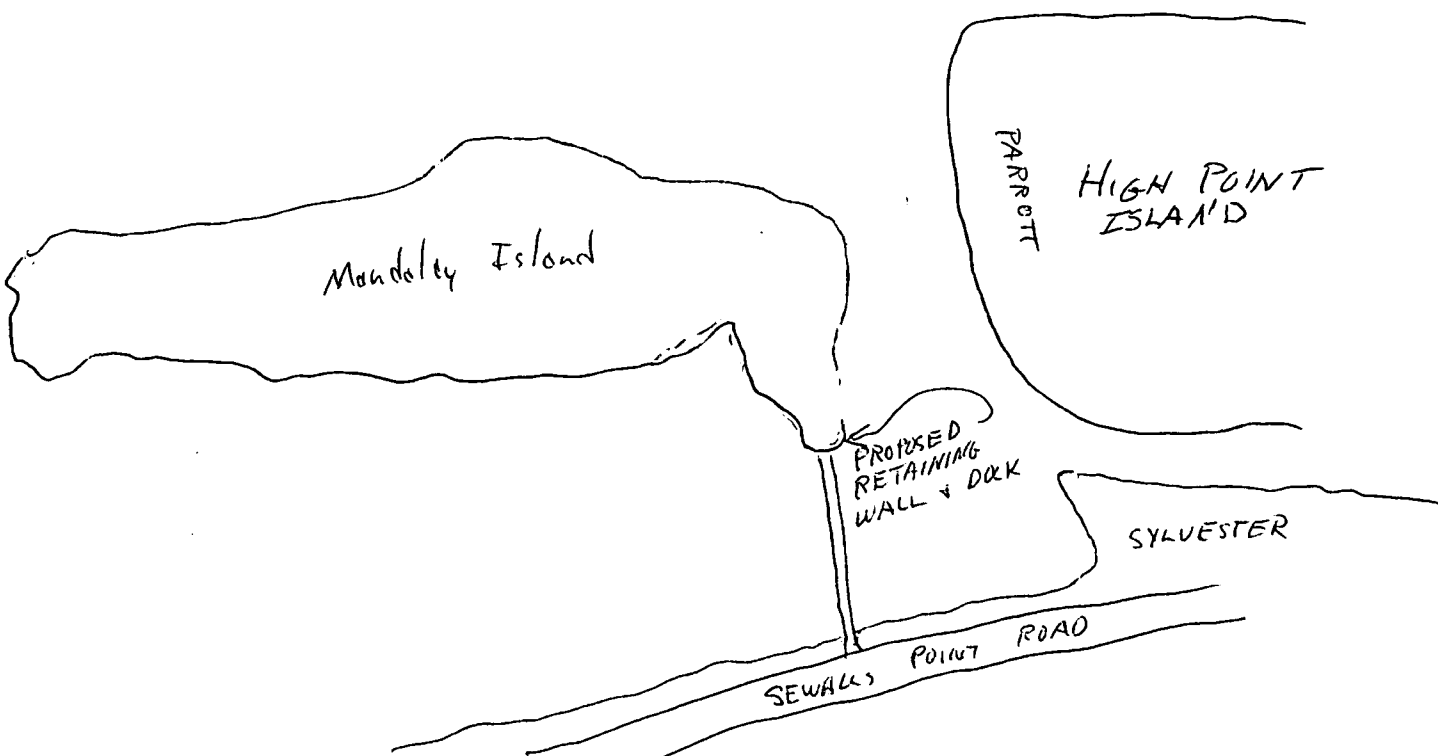 PARROTT
HIGH POINT
ISLAND
Mandaley Island
PROPOSED
RETAINING
WALL & DOCK
SYLVESTER
SEWALLS POINT ROAD